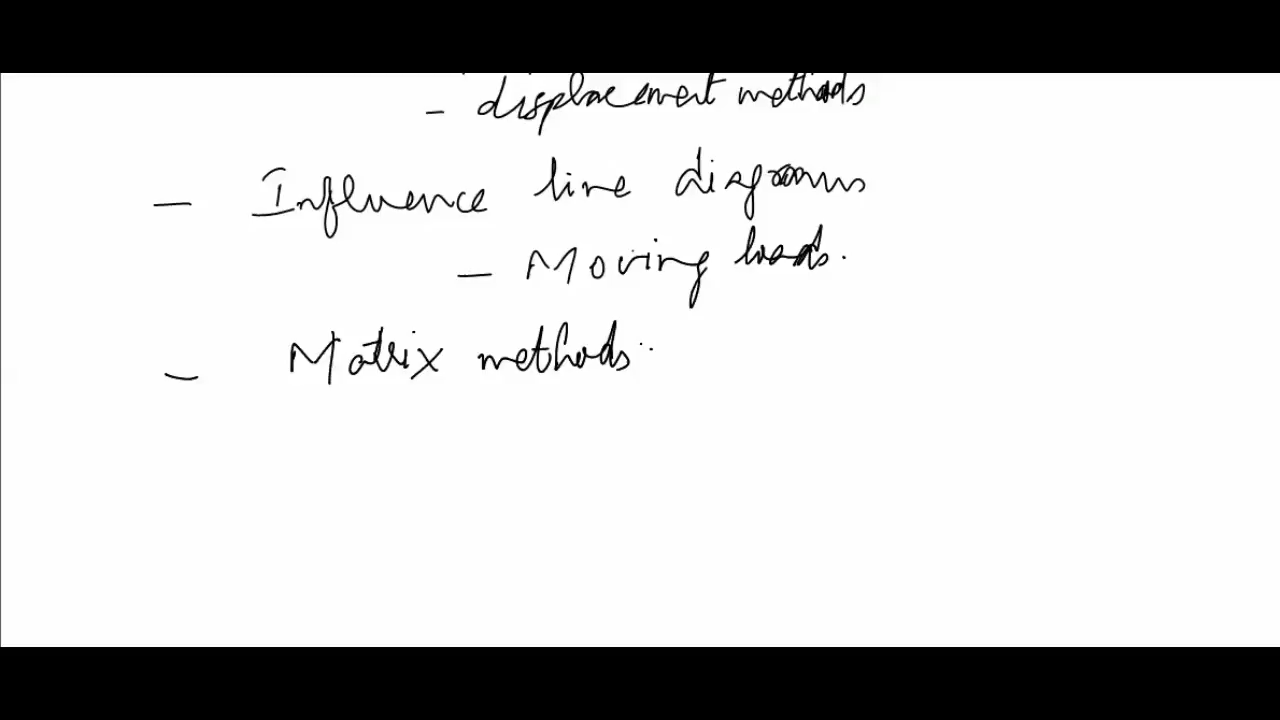 - displacement methods
- Influence line diagrams
- Moving loads.
- Matrix methods